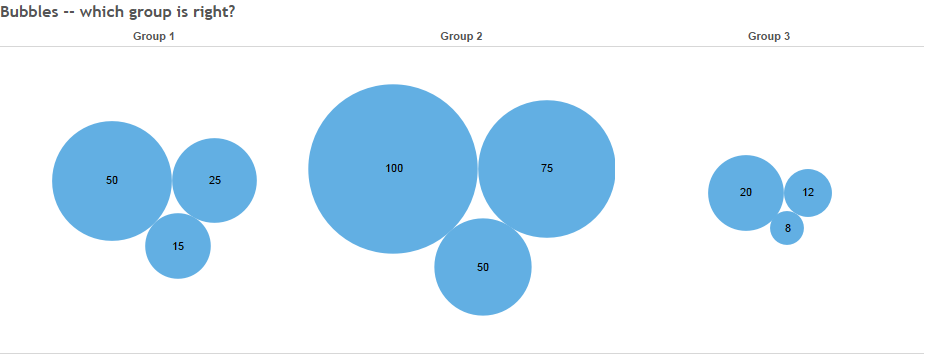 Bubbles -- which group is right?
Group 1 Group 2 Group 3
100 75
50 25 20 12
15 50 8